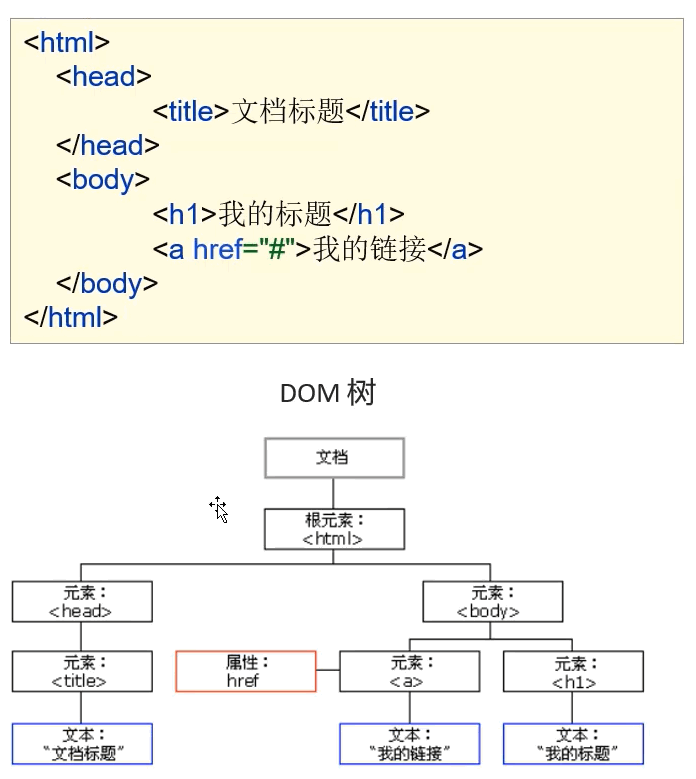 <html>
<head>
<title>文档标题</title>
</head>
<body>
<h1>我的标题</h1>
<a href="#">我的链接</a>
</body>
</html>
DOM 树
文档
根元素：
<html>
元素：
<head>
元素：
<body>
元素：
<title>
属性：
href
元素：
<a>
元素：
<h1>
文本：
“文档标题”
文本：
“我的链接”
文本：
“我的标题”